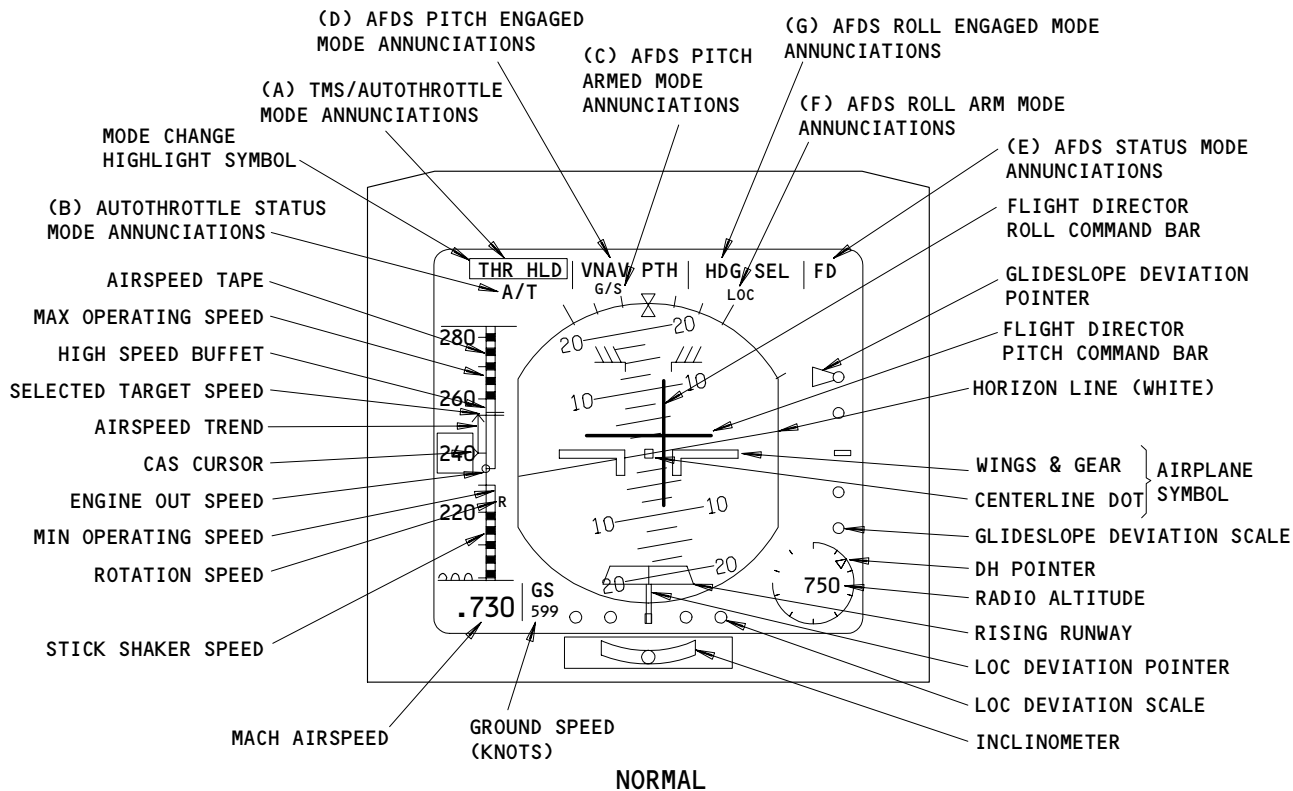 (D) AFDS PITCH ENGAGED
MODE ANNUNCIATIONS
(G) AFDS ROLL ENGAGED MODE
ANNUNCIATIONS
(C) AFDS PITCH
ARMED MODE
ANNUNCIATIONS
(A) TMS/AUTOTHROTTLE
MODE ANNUNCIATIONS
(F) AFDS ROLL ARM MODE
ANNUNCIATIONS
MODE CHANGE
HIGHLIGHT SYMBOL
(E) AFDS STATUS MODE
ANNUNCIATIONS
(B) AUTOTHROTTLE STATUS
MODE ANNUNCIATIONS
FLIGHT DIRECTOR
ROLL COMMAND BAR
AIRSPEED TAPE
MAX OPERATING SPEED
HIGH SPEED BUFFET
SELECTED TARGET SPEED
AIRSPEED TREND
CAS CURSOR
ENGINE OUT SPEED
MIN OPERATING SPEED
ROTATION SPEED
STICK SHAKER SPEED
MACH AIRSPEED
GROUND SPEED
(KNOTS)
THR HLD
VNAV PTH
HDG SEL
FD
A/T
G/S
LOC
280
260
240
220
R
200
20
20
10
10
10
10
20
20
750
.730
GS
599
GLIDESLOPE DEVIATION
POINTER
FLIGHT DIRECTOR
PITCH COMMAND BAR
HORIZON LINE (WHITE)
WINGS & GEAR
CENTERLINE DOT
AIRPLANE
SYMBOL
GLIDESLOPE DEVIATION SCALE
DH POINTER
RADIO ALTITUDE
RISING RUNWAY
LOC DEVIATION POINTER
LOC DEVIATION SCALE
INCLINOMETER
NORMAL